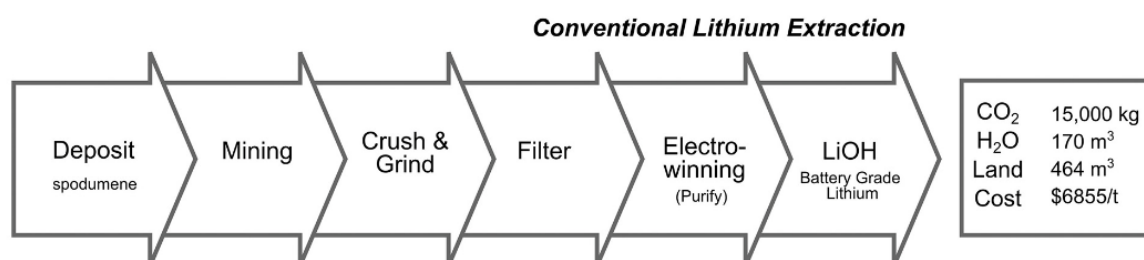 Conventional Lithium Extraction
Deposit
spodumene
Mining
Crush &
Grind
Filter
Electro-
winning
(Purify)
LiOH
Battery Grade
Lithium
CO₂ 15,000 kg
H₂O 170 m³
Land 464 m³
Cost $6855/t